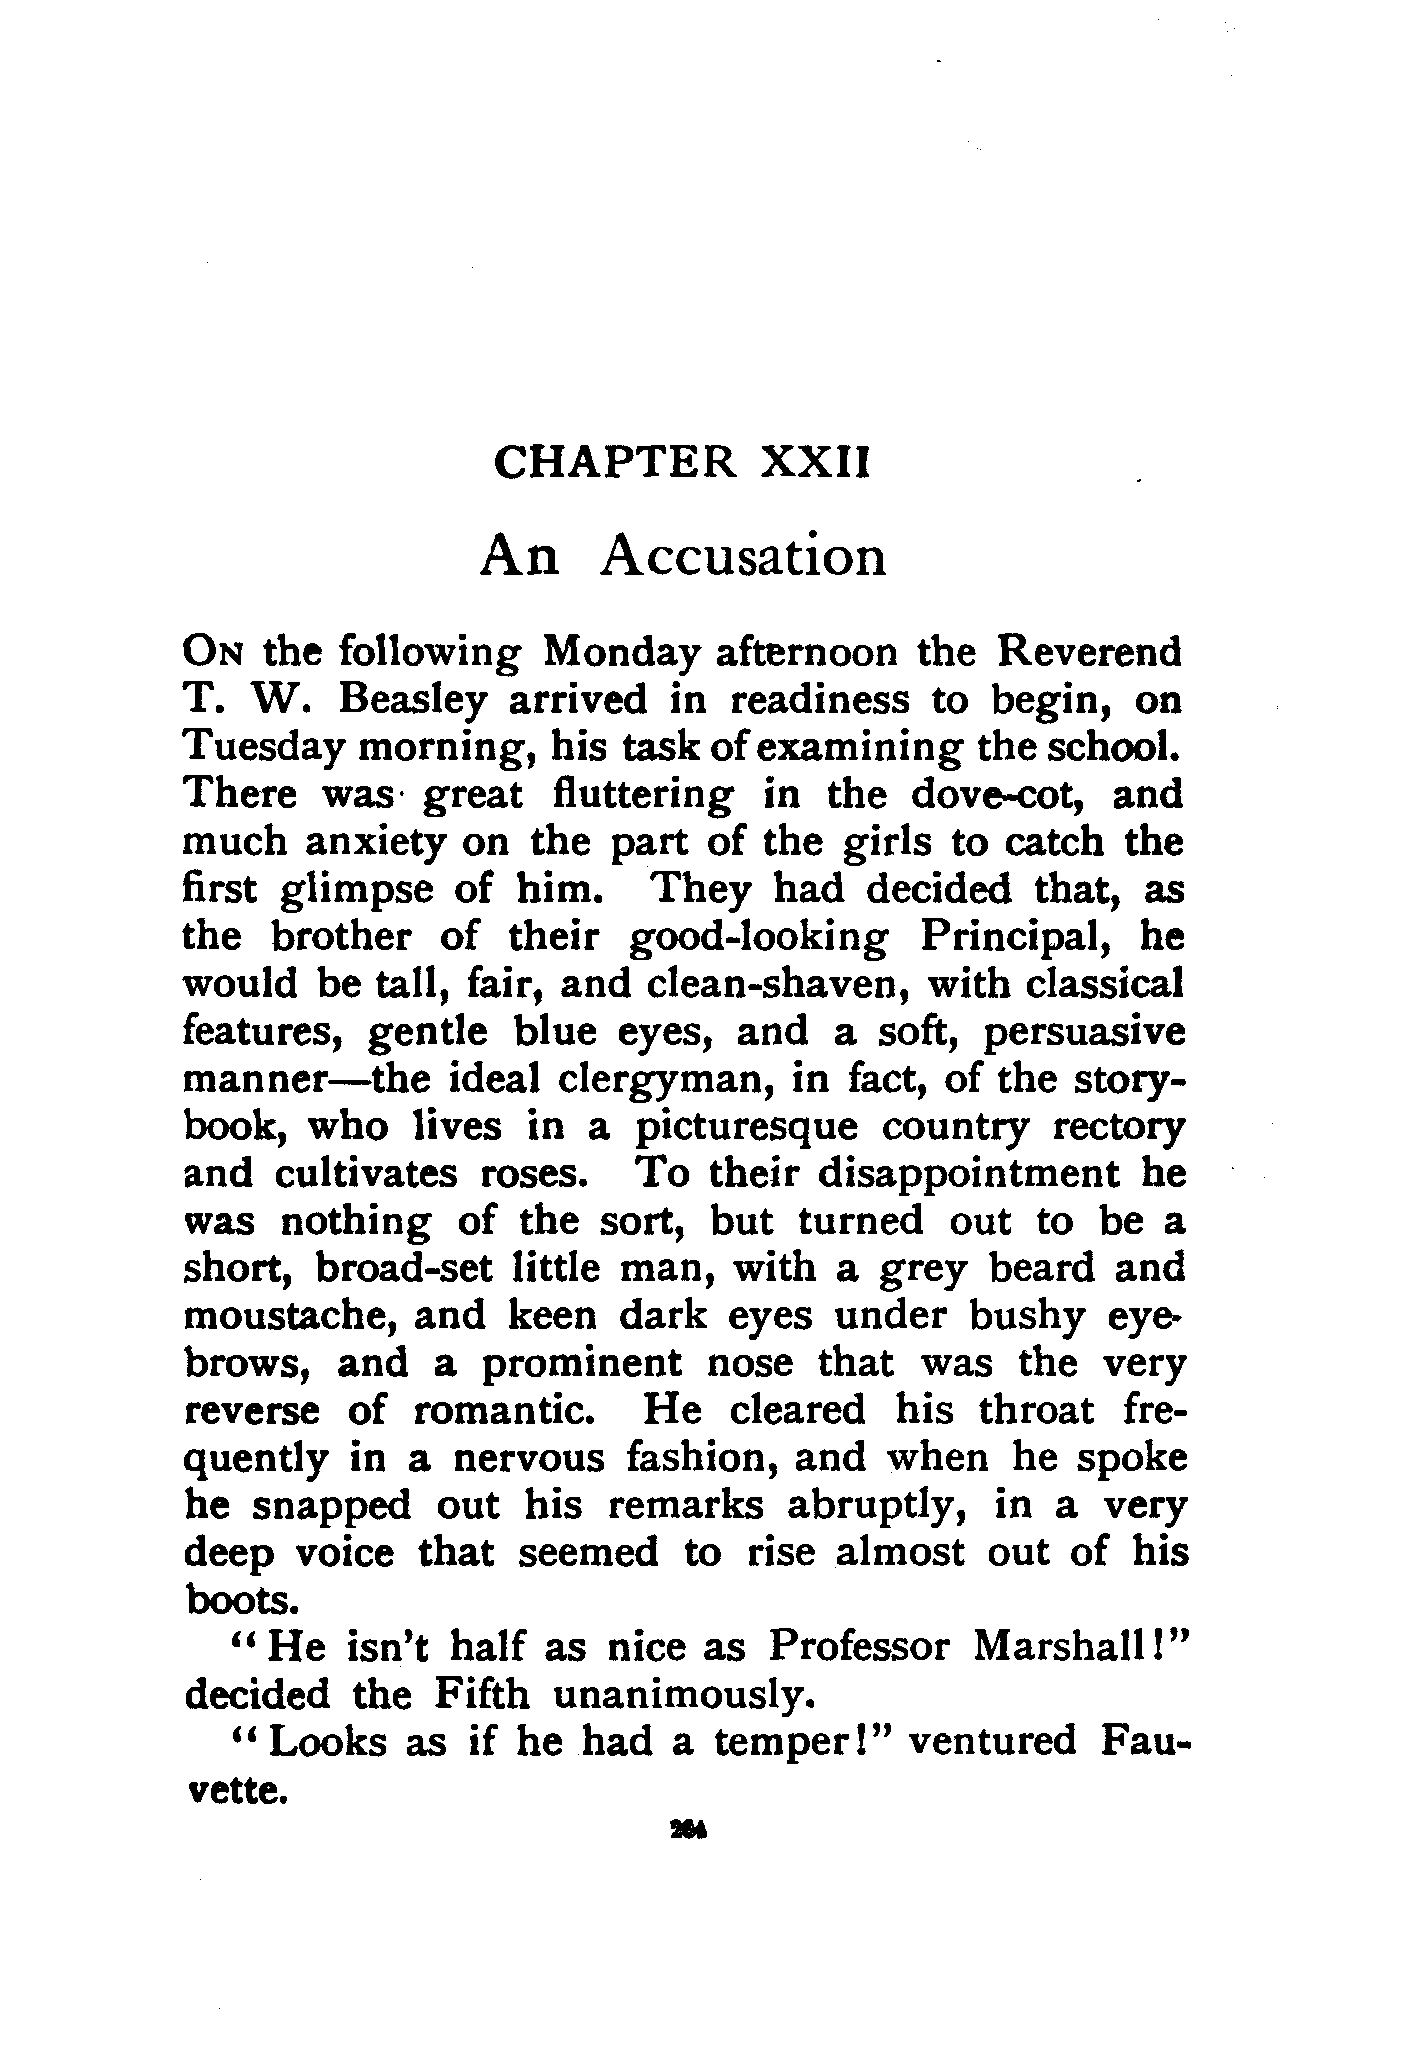 CHAPTER XXII
An Accusation
ON the following Monday afternoon the Reverend
T. W. Beasley arrived in readiness to begin, on
Tuesday morning, his task of examining the school.
There was great fluttering in the dove-cot, and
much anxiety on the part of the girls to catch the
first glimpse of him. They had decided that, as
the brother of their good-looking Principal, he
would be tall, fair, and clean-shaven, with classical
features, gentle blue eyes, and a soft, persuasive
manner—the ideal clergyman, in fact, of the story-
book, who lives in a picturesque country rectory
and cultivates roses. To their disappointment he
was nothing of the sort, but turned out to be a
short, broad-set little man, with a grey beard and
moustache, and keen dark eyes under bushy eye-
brows, and a prominent nose that was the very
reverse of romantic. He cleared his throat fre-
quently in a nervous fashion, and when he spoke
he snapped out his remarks abruptly, in a very
deep voice that seemed to rise almost out of his
boots.
"He isn't half as nice as Professor Marshall!"
decided the Fifth unanimously.
"Looks as if he had a temper!" ventured Fau-
vette.